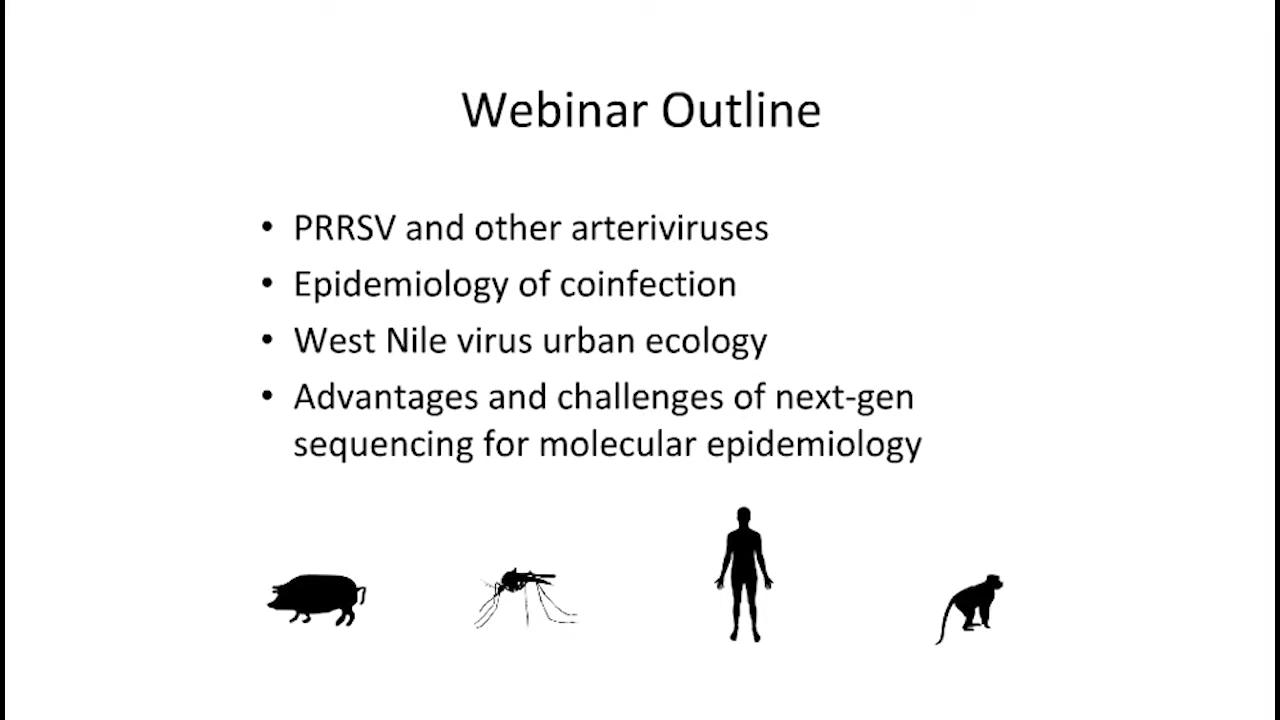 Webinar Outline
• PRRSV and other arteriviruses
• Epidemiology of coinfection
• West Nile virus urban ecology
• Advantages and challenges of next-gen
sequencing for molecular epidemiology